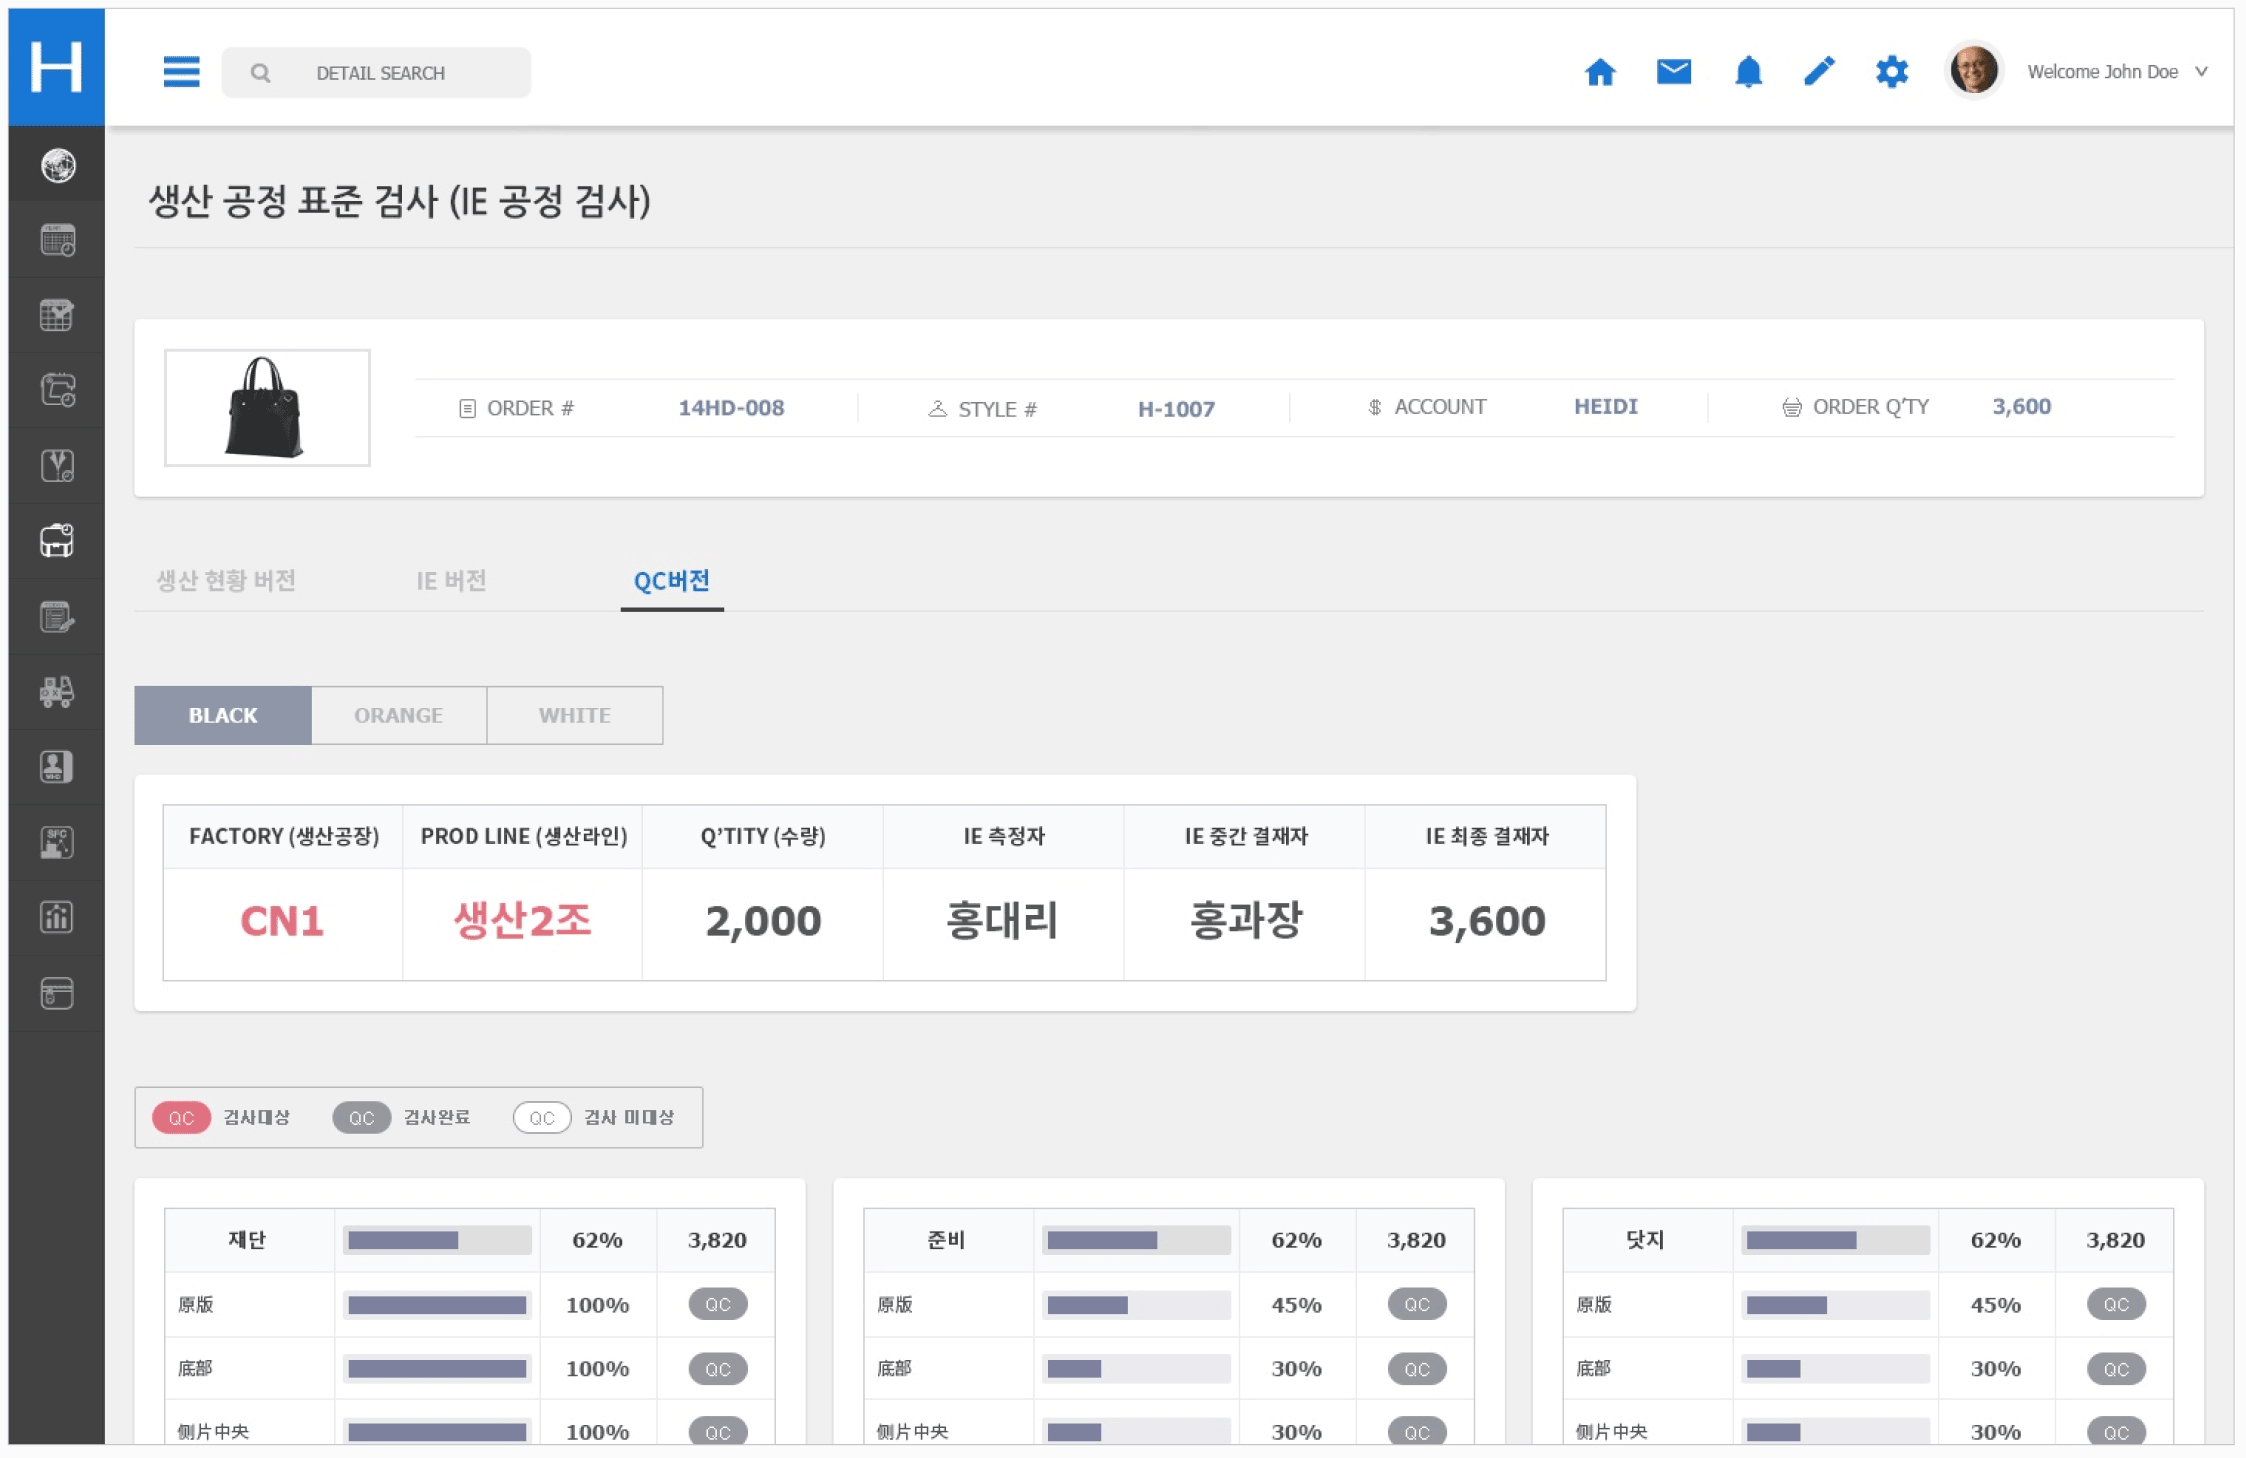 H
DETAIL SEARCH
Welcome John Doe
생산 공정 표준 검사 (IE 공정 검사)
ORDER # 14HD-008 STYLE # H-1007 $ ACCOUNT HEIDI ORDER Q'TY 3,600
생산 현황 버전 IE 버전 QC버전
BLACK ORANGE WHITE
FACTORY (생산공장) PROD LINE (생산라인) Q'TITY (수량) IE 측정자 IE 중간 결재자 IE 최종 결재자
CN1 생산2조 2,000 홍대리 홍과장 3,600
SFC
QC 검사대상 QC 검사완료 QC 검사 미대상
재단 62% 3,820 준비 62% 3,820 닷지 62% 3,820
原版 100% QC 原版 45% QC 原版 45% QC
底部 100% QC 底部 30% QC 底部 30% QC
侧片中央 100% QC 侧片中央 30% QC 侧片中央 30% QC